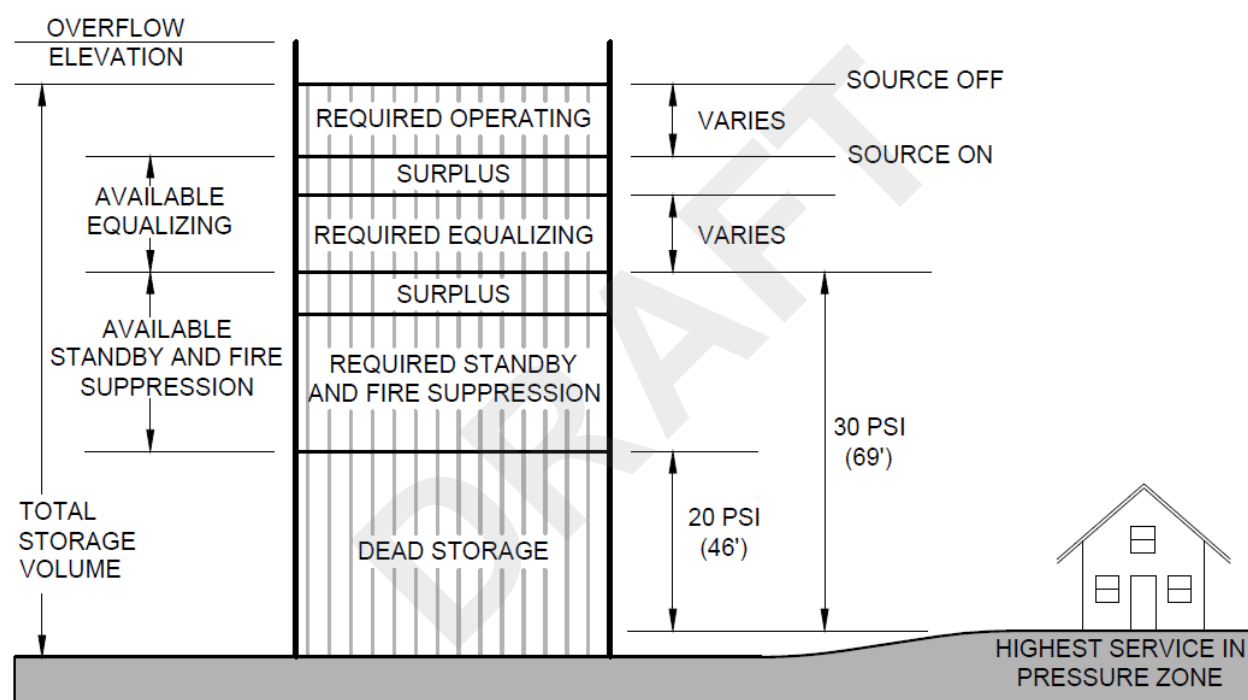 OVERFLOW
ELEVATION
SOURCE OFF
REQUIRED OPERATING
VARIES
SOURCE ON
SURPLUS
AVAILABLE
EQUALIZING
REQUIRED EQUALIZING
VARIES
SURPLUS
AVAILABLE
STANDBY AND FIRE
SUPPRESSION
REQUIRED STANDBY
AND FIRE SUPPRESSION
30 PSI
(69')
TOTAL
STORAGE
VOLUME
DEAD STORAGE
20 PSI
(46')
HIGHEST SERVICE IN
PRESSURE ZONE
DRAFT